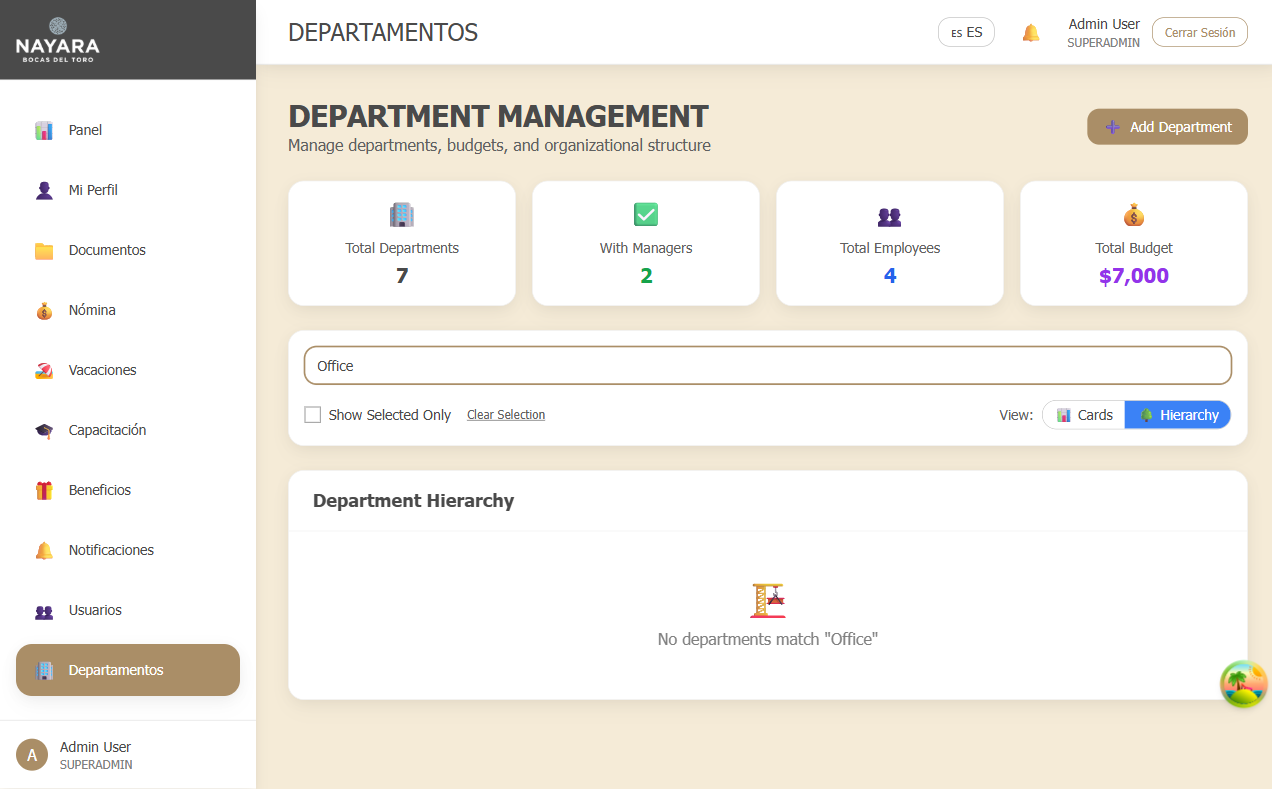 NAYARA
BOCAS DEL TORO
DEPARTAMENTOS
ES ES
Admin User
SUPERADMIN
Cerrar Sesión
Panel
Mi Perfil
Documentos
Nómina
Vacaciones
Capacitación
Beneficios
Notificaciones
Usuarios
Departamentos
A
Admin User
SUPERADMIN
DEPARTMENT MANAGEMENT
Manage departments, budgets, and organizational structure
Add Department
Total Departments
7
With Managers
2
Total Employees
4
Total Budget
$7,000
Office
Show Selected Only
Clear Selection
View:
Cards
Hierarchy
Department Hierarchy
No departments match "Office"